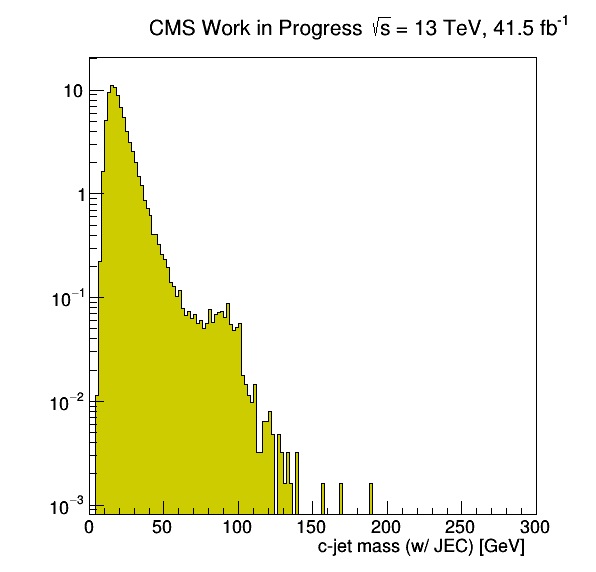 CMS Work in Progress √s = 13 TeV, 41.5 fb⁻¹
10
1
10⁻¹
10⁻²
10⁻³
0 50 100 150 200 250 300
c-jet mass (w/ JEC) [GeV]